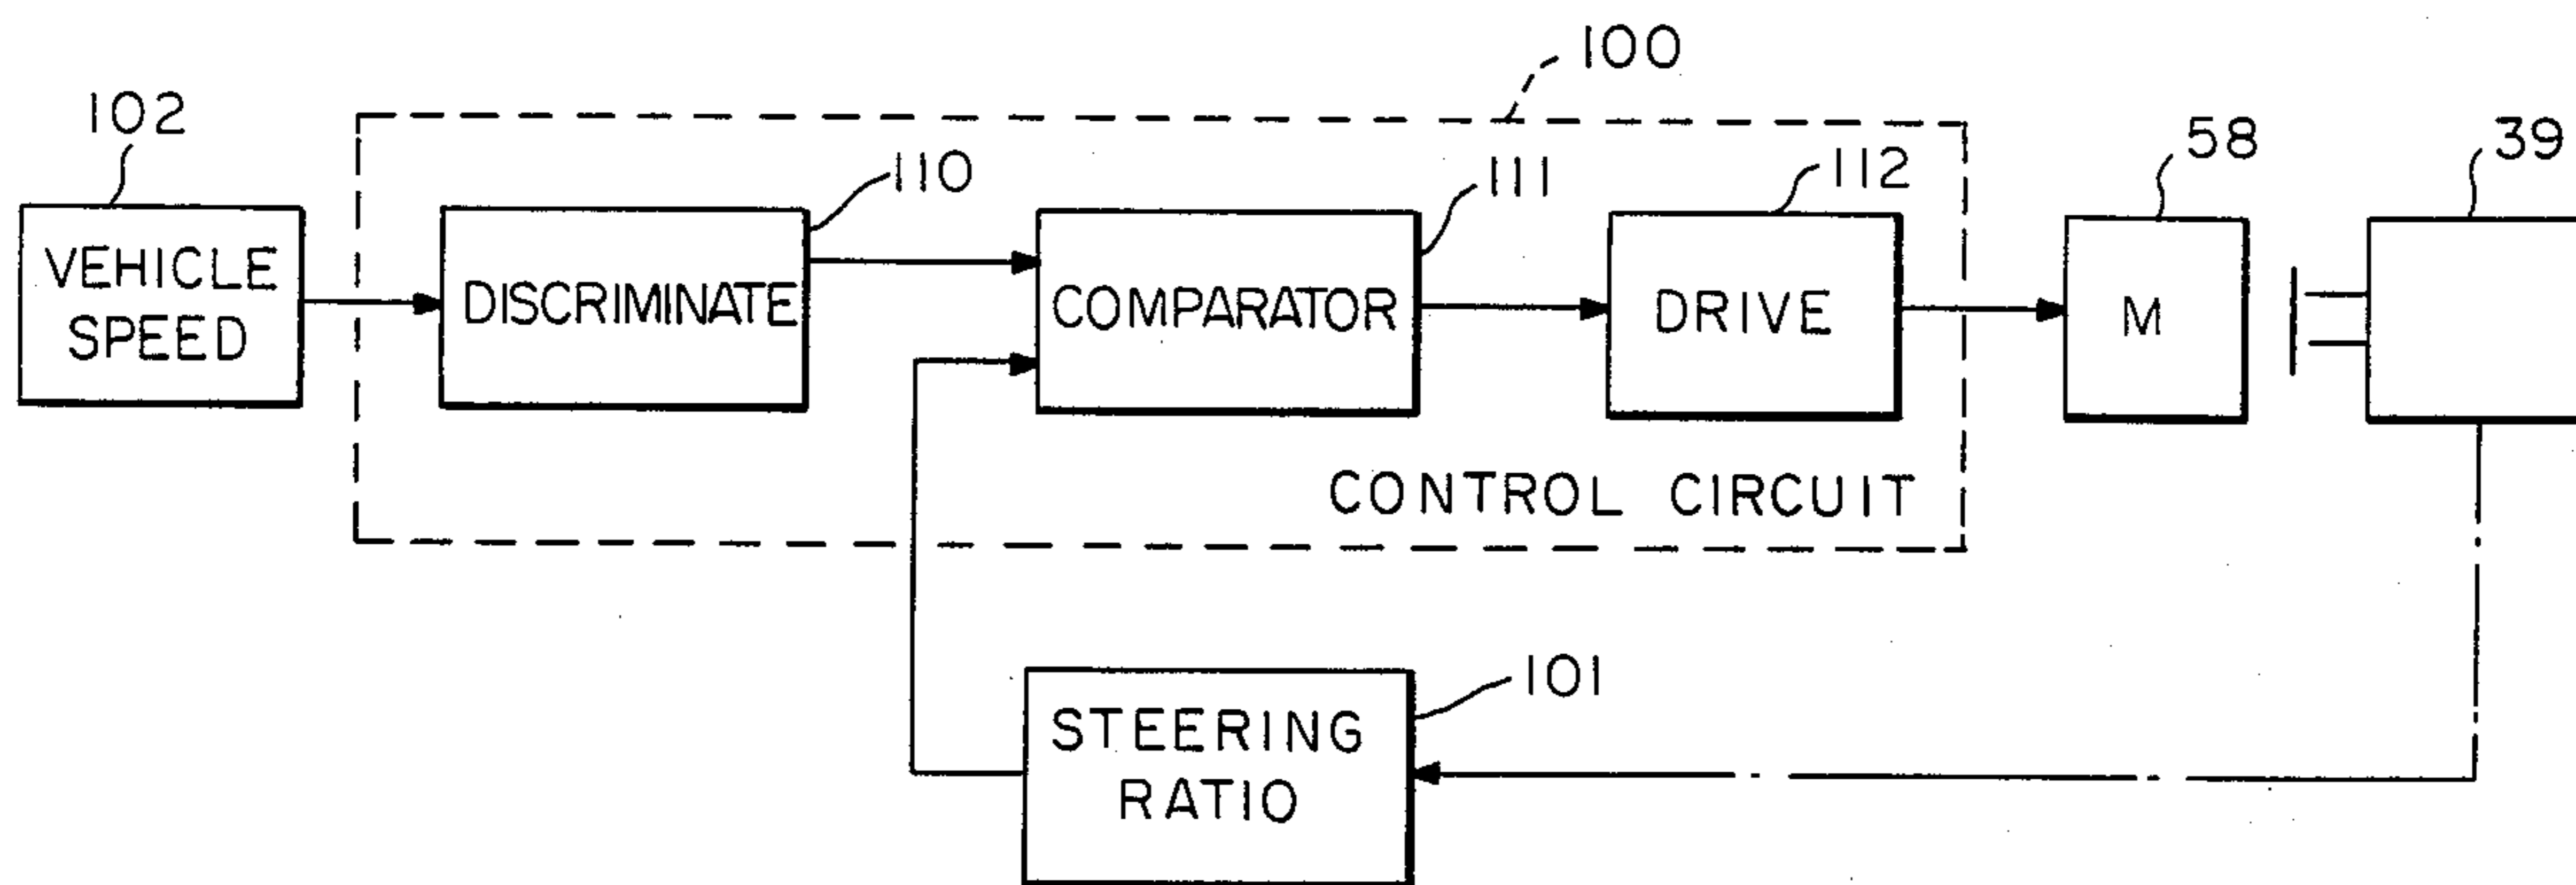 100
102
58
39
110
111
112
VEHICLE
SPEED
DISCRIMINATE
COMPARATOR
DRIVE
M
CONTROL CIRCUIT
101
STEERING
RATIO